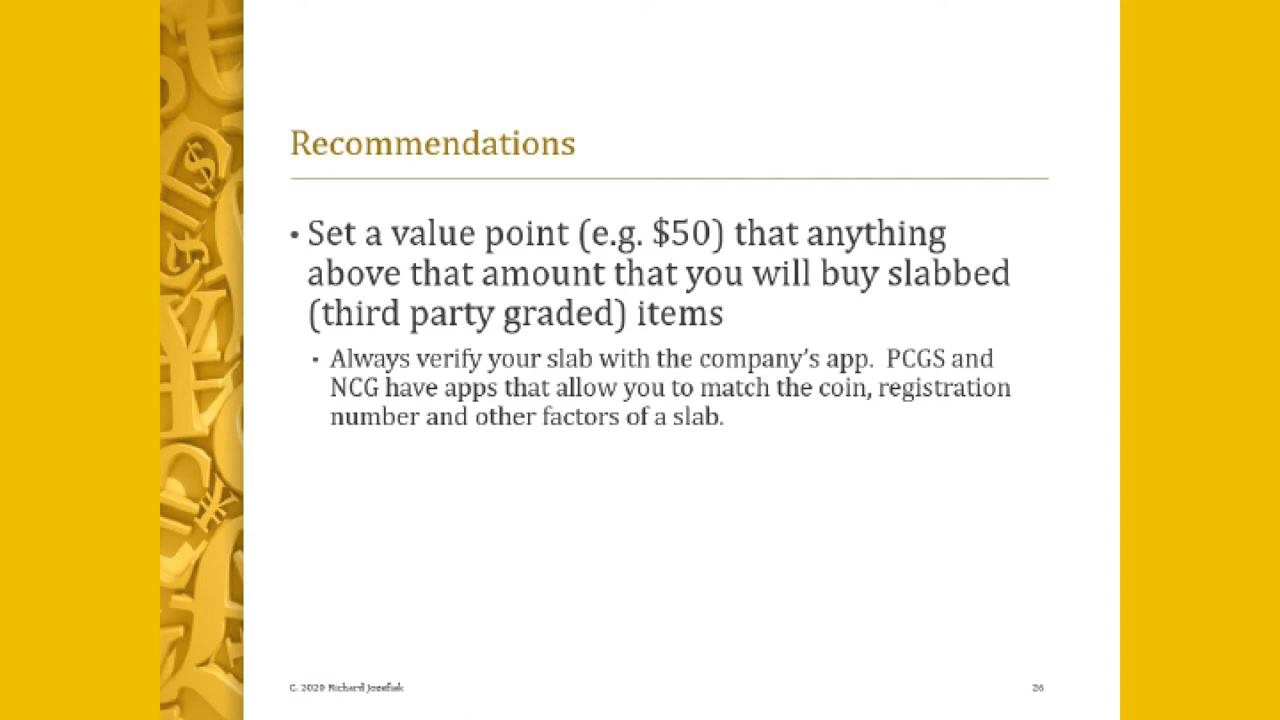 Recommendations
• Set a value point (e.g. $50) that anything
above that amount that you will buy slabbed
(third party graded) items
• Always verify your slab with the company’s app.  PCGS and
NCG have apps that allow you to match the coin, registration
number and other factors of a slab.
C. 2020 Richard Jozefiak
26